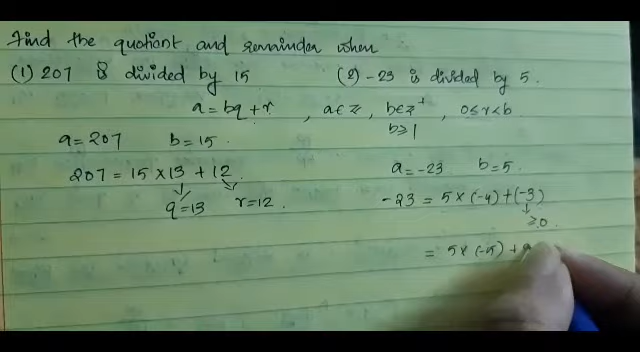 Find the quotient and remainder when
(1) 207 is divided by 15 (2) -23 is divided by 5.
a = bq + r , a ∈ z, b ∈ z⁺, 0 ≤ r < b
b ≥ 1
a = 207 b = 15.
207 = 15 × 13 + 12.
q = 13 r = 12.
a = -23 b = 5.
-23 = 5 × (-4) + (-3)
≥ 0.
= 5 × (-5) +